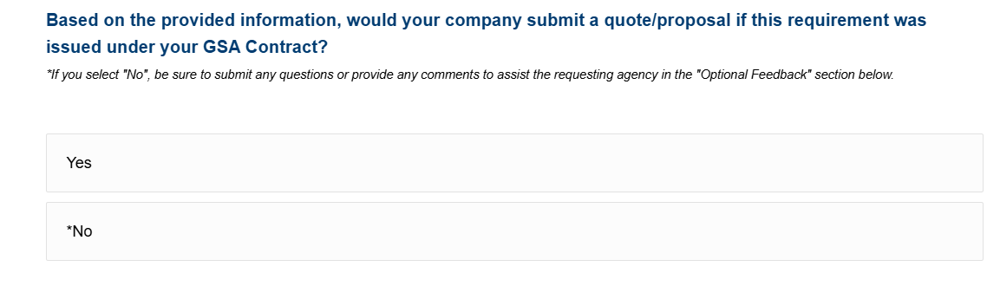 Based on the provided information, would your company submit a quote/proposal if this requirement was
issued under your GSA Contract?
*If you select "No", be sure to submit any questions or provide any comments to assist the requesting agency in the "Optional Feedback" section below.
Yes
*No